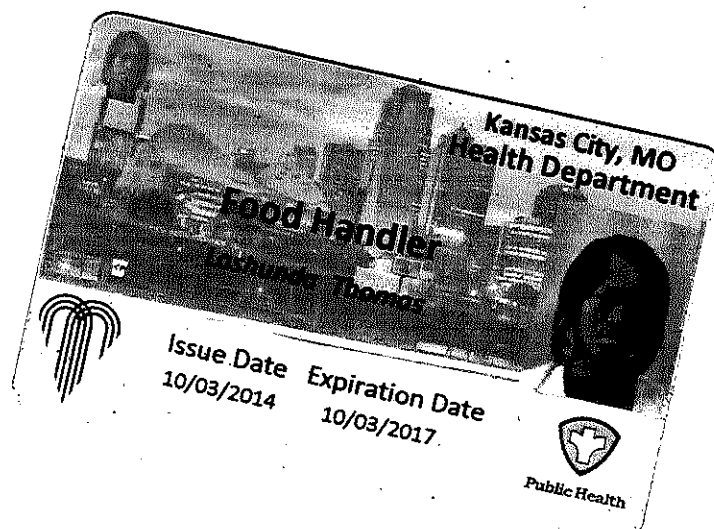 Kansas City, MO
Health Department
Food Handler
Lashunda Thomas
Issue Date Expiration Date
10/03/2014 10/03/2017
Public Health